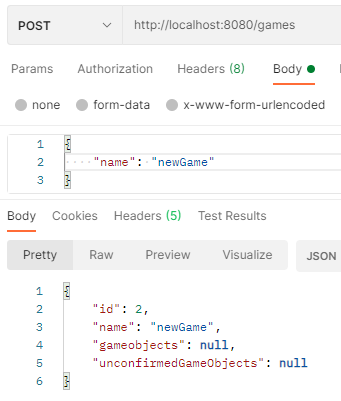 POST http://localhost:8080/games
Params Authorization Headers (8) Body
none form-data x-www-form-urlencoded
1 {
2 "name": "newGame"
3 }
Body Cookies Headers (5) Test Results
Pretty Raw Preview Visualize JSON
1 {
2 "id": 2,
3 "name": "newGame",
4 "gameobjects": null,
5 "unconfirmedGameObjects": null
6 }